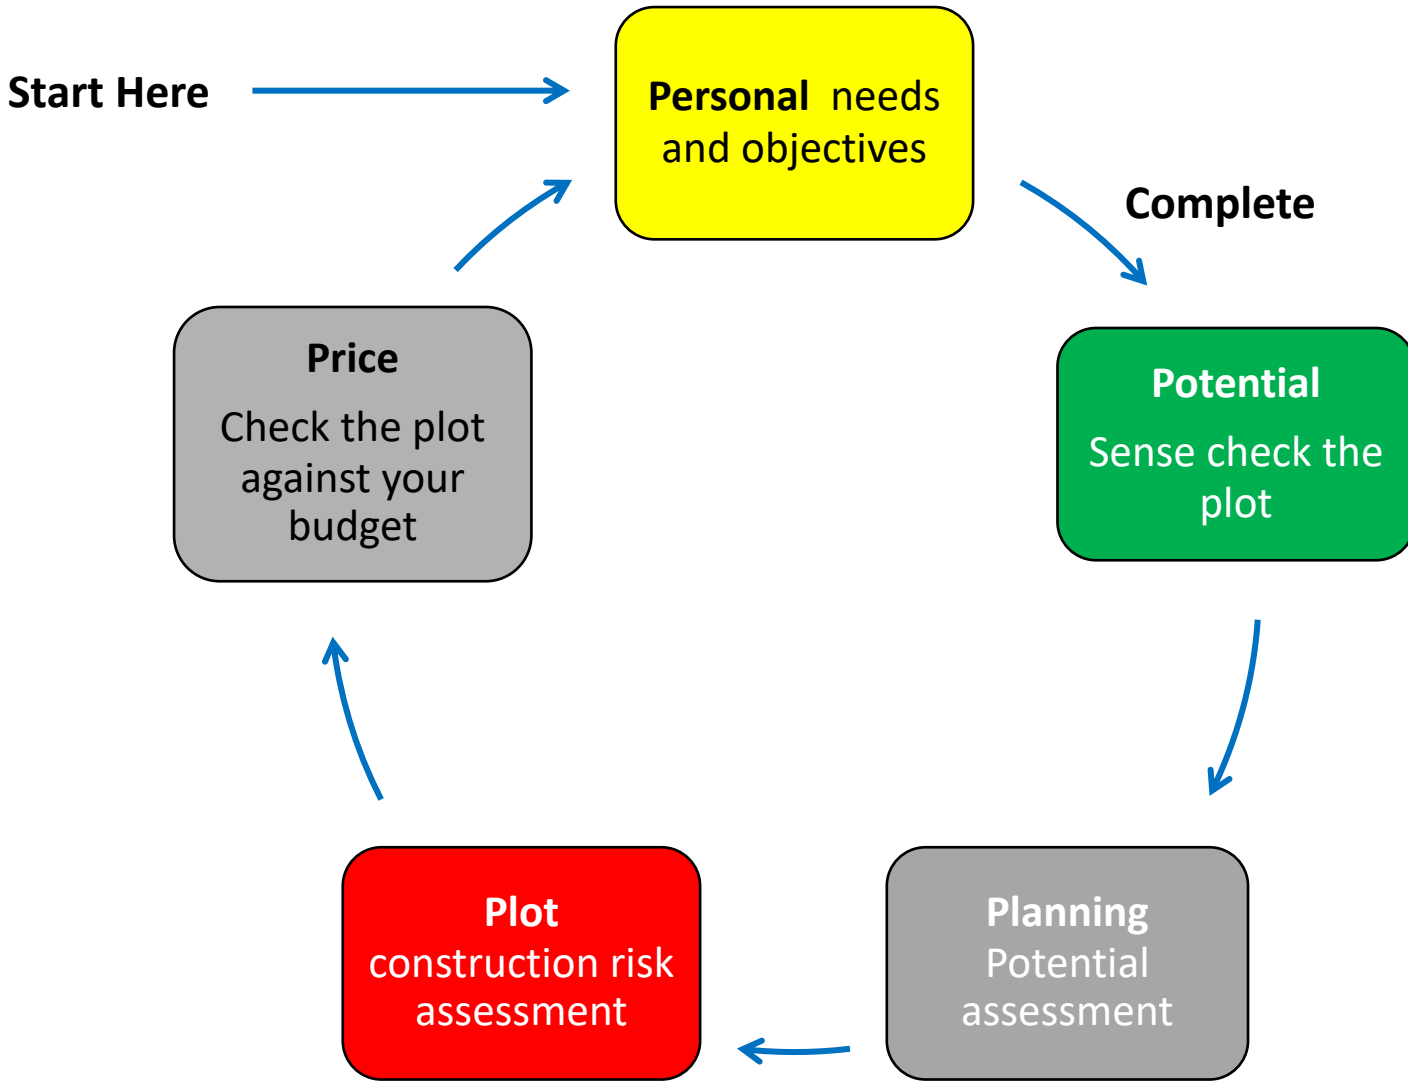 Start Here
Personal needs
and objectives
Complete
Potential
Sense check the
plot
Planning
Potential
assessment
Plot
construction risk
assessment
Price
Check the plot
against your
budget